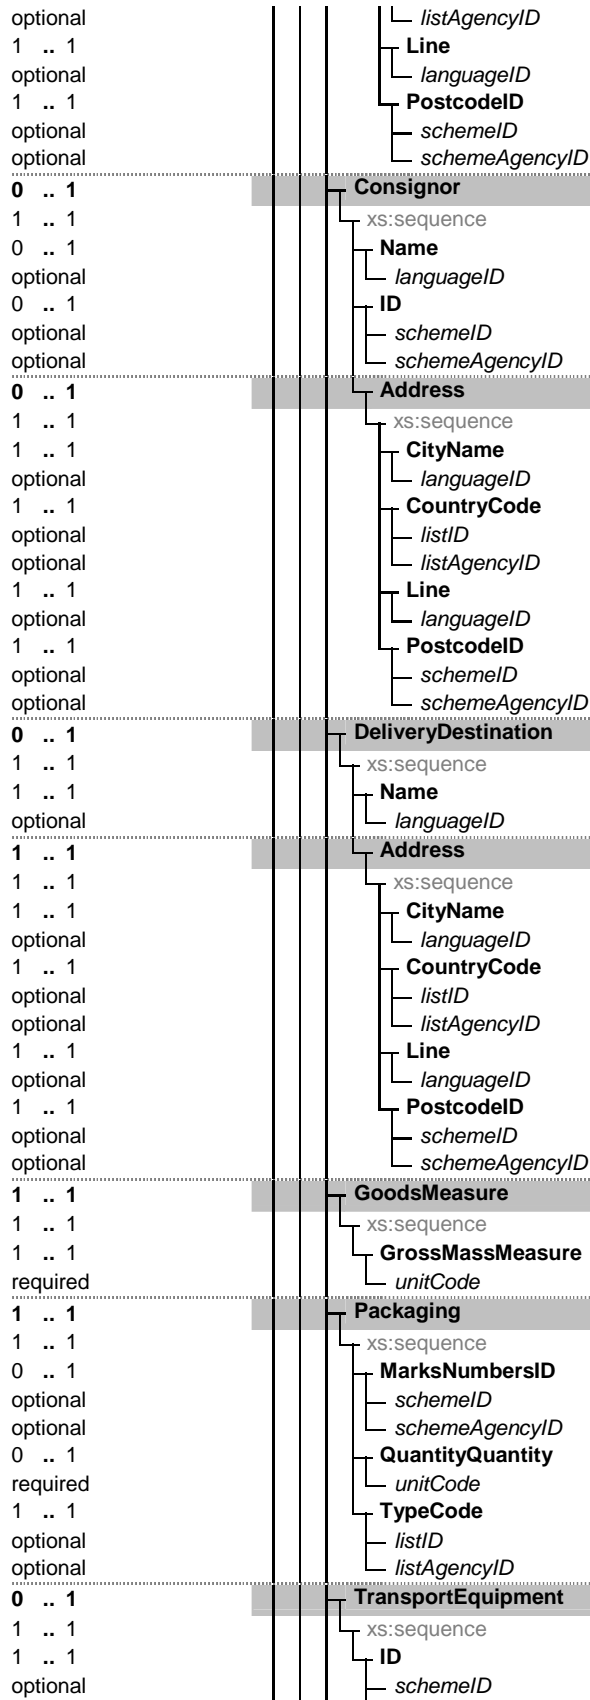 optional listAgencyID
1 .. 1 Line
optional languageID
1 .. 1 PostcodeID
optional schemeID
optional schemeAgencyID
0 .. 1 Consignor
1 .. 1 xs:sequence
0 .. 1 Name
optional languageID
0 .. 1 ID
optional schemeID
optional schemeAgencyID
0 .. 1 Address
1 .. 1 xs:sequence
1 .. 1 CityName
optional languageID
1 .. 1 CountryCode
optional listID
optional listAgencyID
1 .. 1 Line
optional languageID
1 .. 1 PostcodeID
optional schemeID
optional schemeAgencyID
0 .. 1 DeliveryDestination
1 .. 1 xs:sequence
1 .. 1 Name
optional languageID
1 .. 1 Address
1 .. 1 xs:sequence
1 .. 1 CityName
optional languageID
1 .. 1 CountryCode
optional listID
optional listAgencyID
1 .. 1 Line
optional languageID
1 .. 1 PostcodeID
optional schemeID
optional schemeAgencyID
1 .. 1 GoodsMeasure
1 .. 1 xs:sequence
1 .. 1 GrossMassMeasure
required unitCode
1 .. 1 Packaging
1 .. 1 xs:sequence
0 .. 1 MarksNumbersID
optional schemeID
optional schemeAgencyID
0 .. 1 QuantityQuantity
required unitCode
1 .. 1 TypeCode
optional listID
optional listAgencyID
0 .. 1 TransportEquipment
1 .. 1 xs:sequence
1 .. 1 ID
optional schemeID